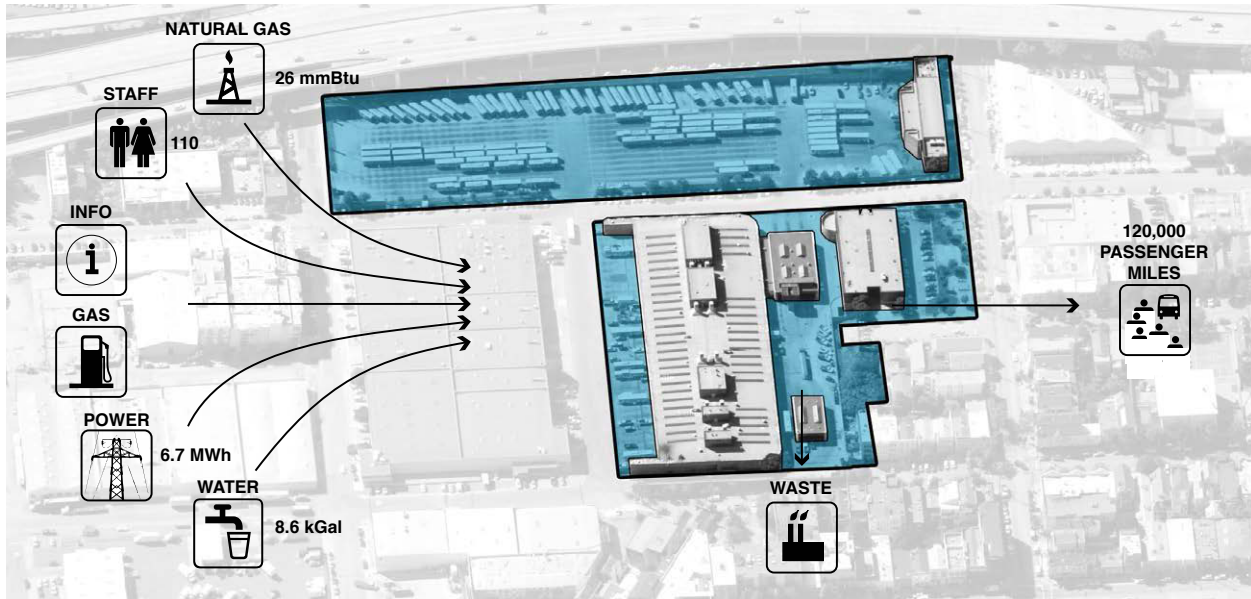 NATURAL GAS
26 mmBtu
STAFF
110
INFO
i
GAS
POWER
6.7 MWh
WATER
8.6 kGal
WASTE
120,000
PASSENGER
MILES